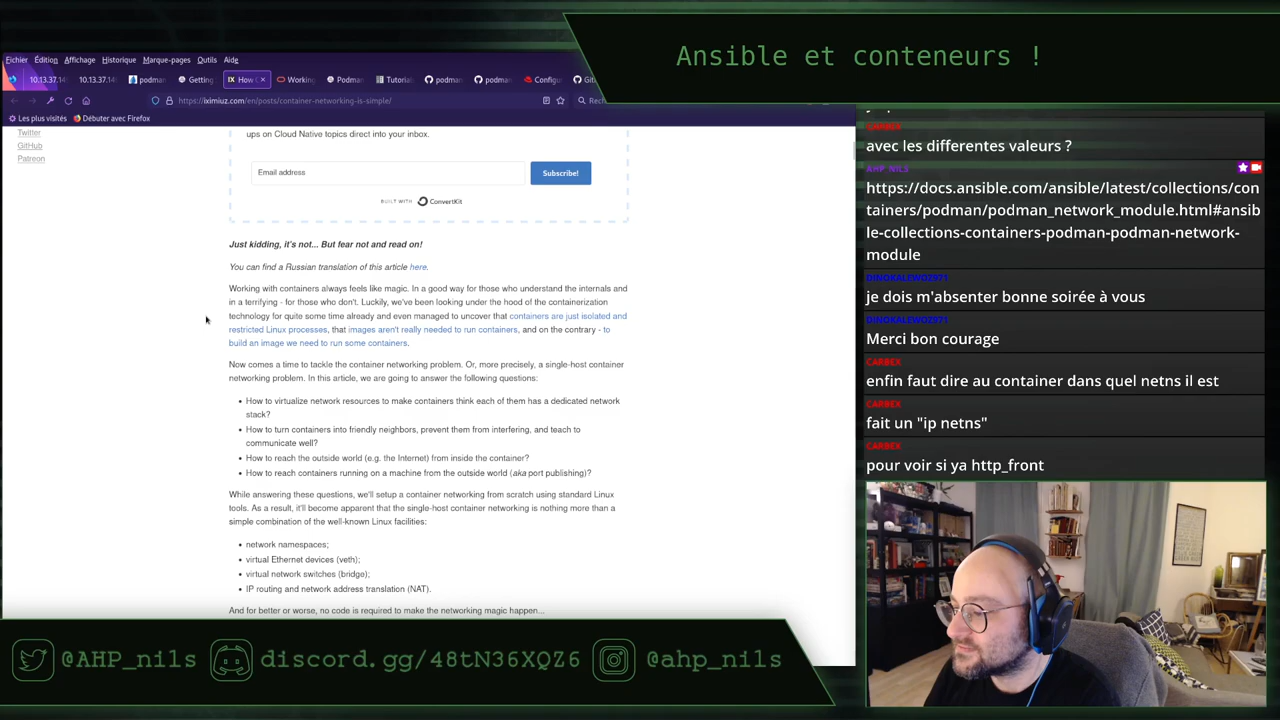 Ansible et conteneurs !
Fichier Édition Affichage Historique Marque-pages Outils Aide
10.13.37.14 10.13.37.14 podman Getting How C Working Podma Tutoria podman podman Configu Git
https://iximiuz.com/en/posts/container-networking-is-simple/ Rech
Les plus visités Débuter avec Firefox
Twitter
GitHub
Patreon
ups on Cloud Native topics direct into your inbox.
Email address Subscribe!
BUILT WITH ConvertKit
Just kidding, it's not... But fear not and read on!
You can find a Russian translation of this article here.
Working with containers always feels like magic. In a good way for those who understand the internals and
in a terrifying - for those who don't. Luckily, we've been looking under the hood of the containerization
technology for quite some time already and even managed to uncover that containers are just isolated and
restricted Linux processes, that images aren't really needed to run containers, and on the contrary - to
build an image we need to run some containers.
Now comes a time to tackle the container networking problem. Or, more precisely, a single-host container
networking problem. In this article, we are going to answer the following questions:
• How to virtualize network resources to make containers think each of them has a dedicated network
stack?
• How to turn containers into friendly neighbors, prevent them from interfering, and teach to
communicate well?
• How to reach the outside world (e.g. the Internet) from inside the container?
• How to reach containers running on a machine from the outside world (aka port publishing)?
While answering these questions, we'll setup a container networking from scratch using standard Linux
tools. As a result, it'll become apparent that the single-host container networking is nothing more than a
simple combination of the well-known Linux facilities:
• network namespaces;
• virtual Ethernet devices (veth);
• virtual network switches (bridge);
• IP routing and network address translation (NAT).
And for better or worse, no code is required to make the networking magic happen...
CARBEX
avec les differentes valeurs ?
AHP_NILS
https://docs.ansible.com/ansible/latest/collections/con
tainers/podman/podman_network_module.html#ansib
le-collections-containers-podman-podman-network-
module
DINOKALEWOZ971
je dois m'absenter bonne soirée à vous
DINOKALEWOZ971
Merci bon courage
CARBEX
enfin faut dire au container dans quel netns il est
CARBEX
fait un "ip netns"
CARBEX
pour voir si ya http_front
@AHP_nils discord.gg/48tN36XQZ6 @ahp_nils